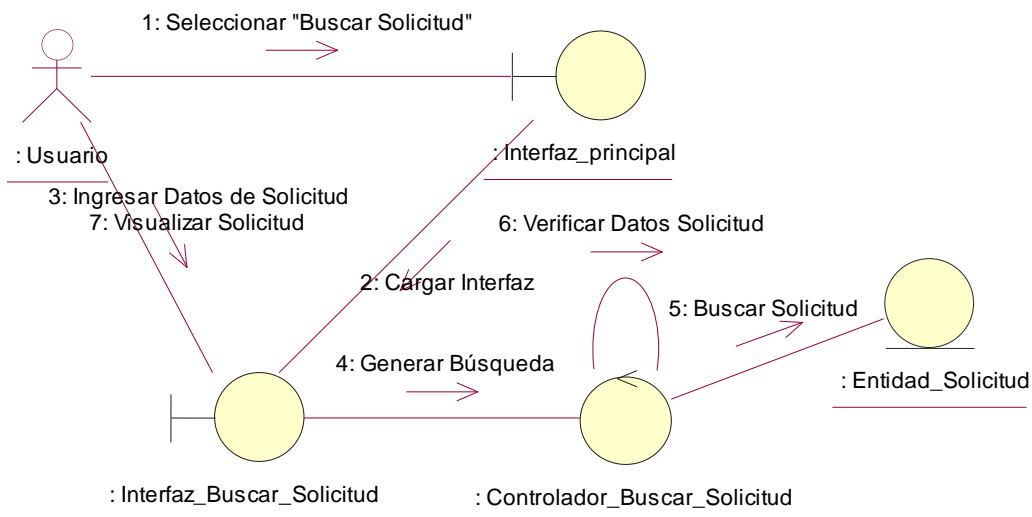 1: Seleccionar "Buscar Solicitud"
: Usuario
: Interfaz_principal
3: Ingresar Datos de Solicitud
7: Visualizar Solicitud
6: Verificar Datos Solicitud
2: Cargar Interfaz
5: Buscar Solicitud
4: Generar Búsqueda
: Entidad_Solicitud
: Interfaz_Buscar_Solicitud
: Controlador_Buscar_Solicitud